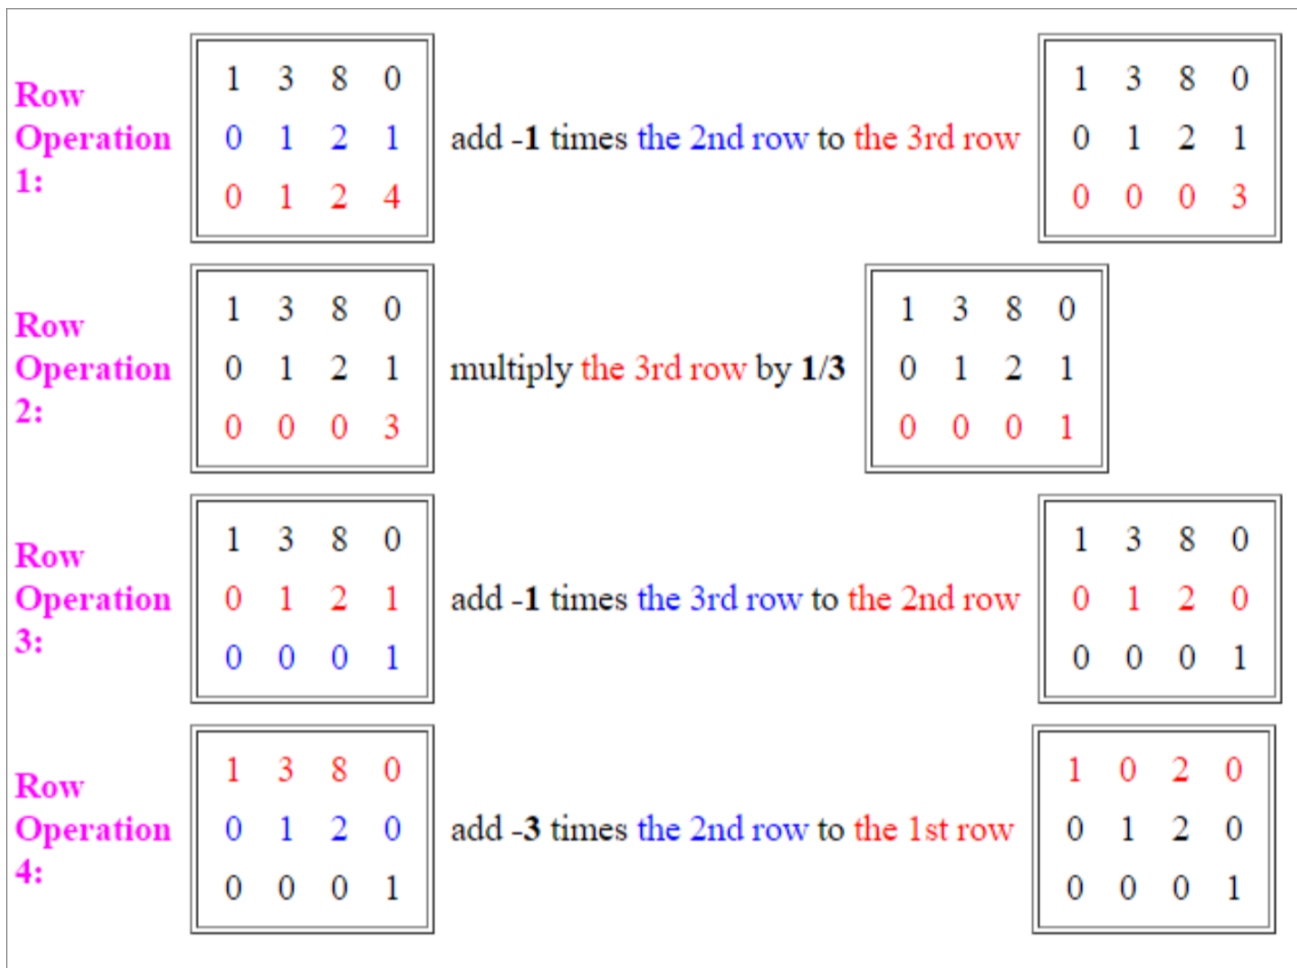 Row Operation 1:
1 3 8 0
0 1 2 1
0 1 2 4
add -1 times the 2nd row to the 3rd row
1 3 8 0
0 1 2 1
0 0 0 3
Row Operation 2:
1 3 8 0
0 1 2 1
0 0 0 3
multiply the 3rd row by 1/3
1 3 8 0
0 1 2 1
0 0 0 1
Row Operation 3:
1 3 8 0
0 1 2 1
0 0 0 1
add -1 times the 3rd row to the 2nd row
1 3 8 0
0 1 2 0
0 0 0 1
Row Operation 4:
1 3 8 0
0 1 2 0
0 0 0 1
add -3 times the 2nd row to the 1st row
1 0 2 0
0 1 2 0
0 0 0 1